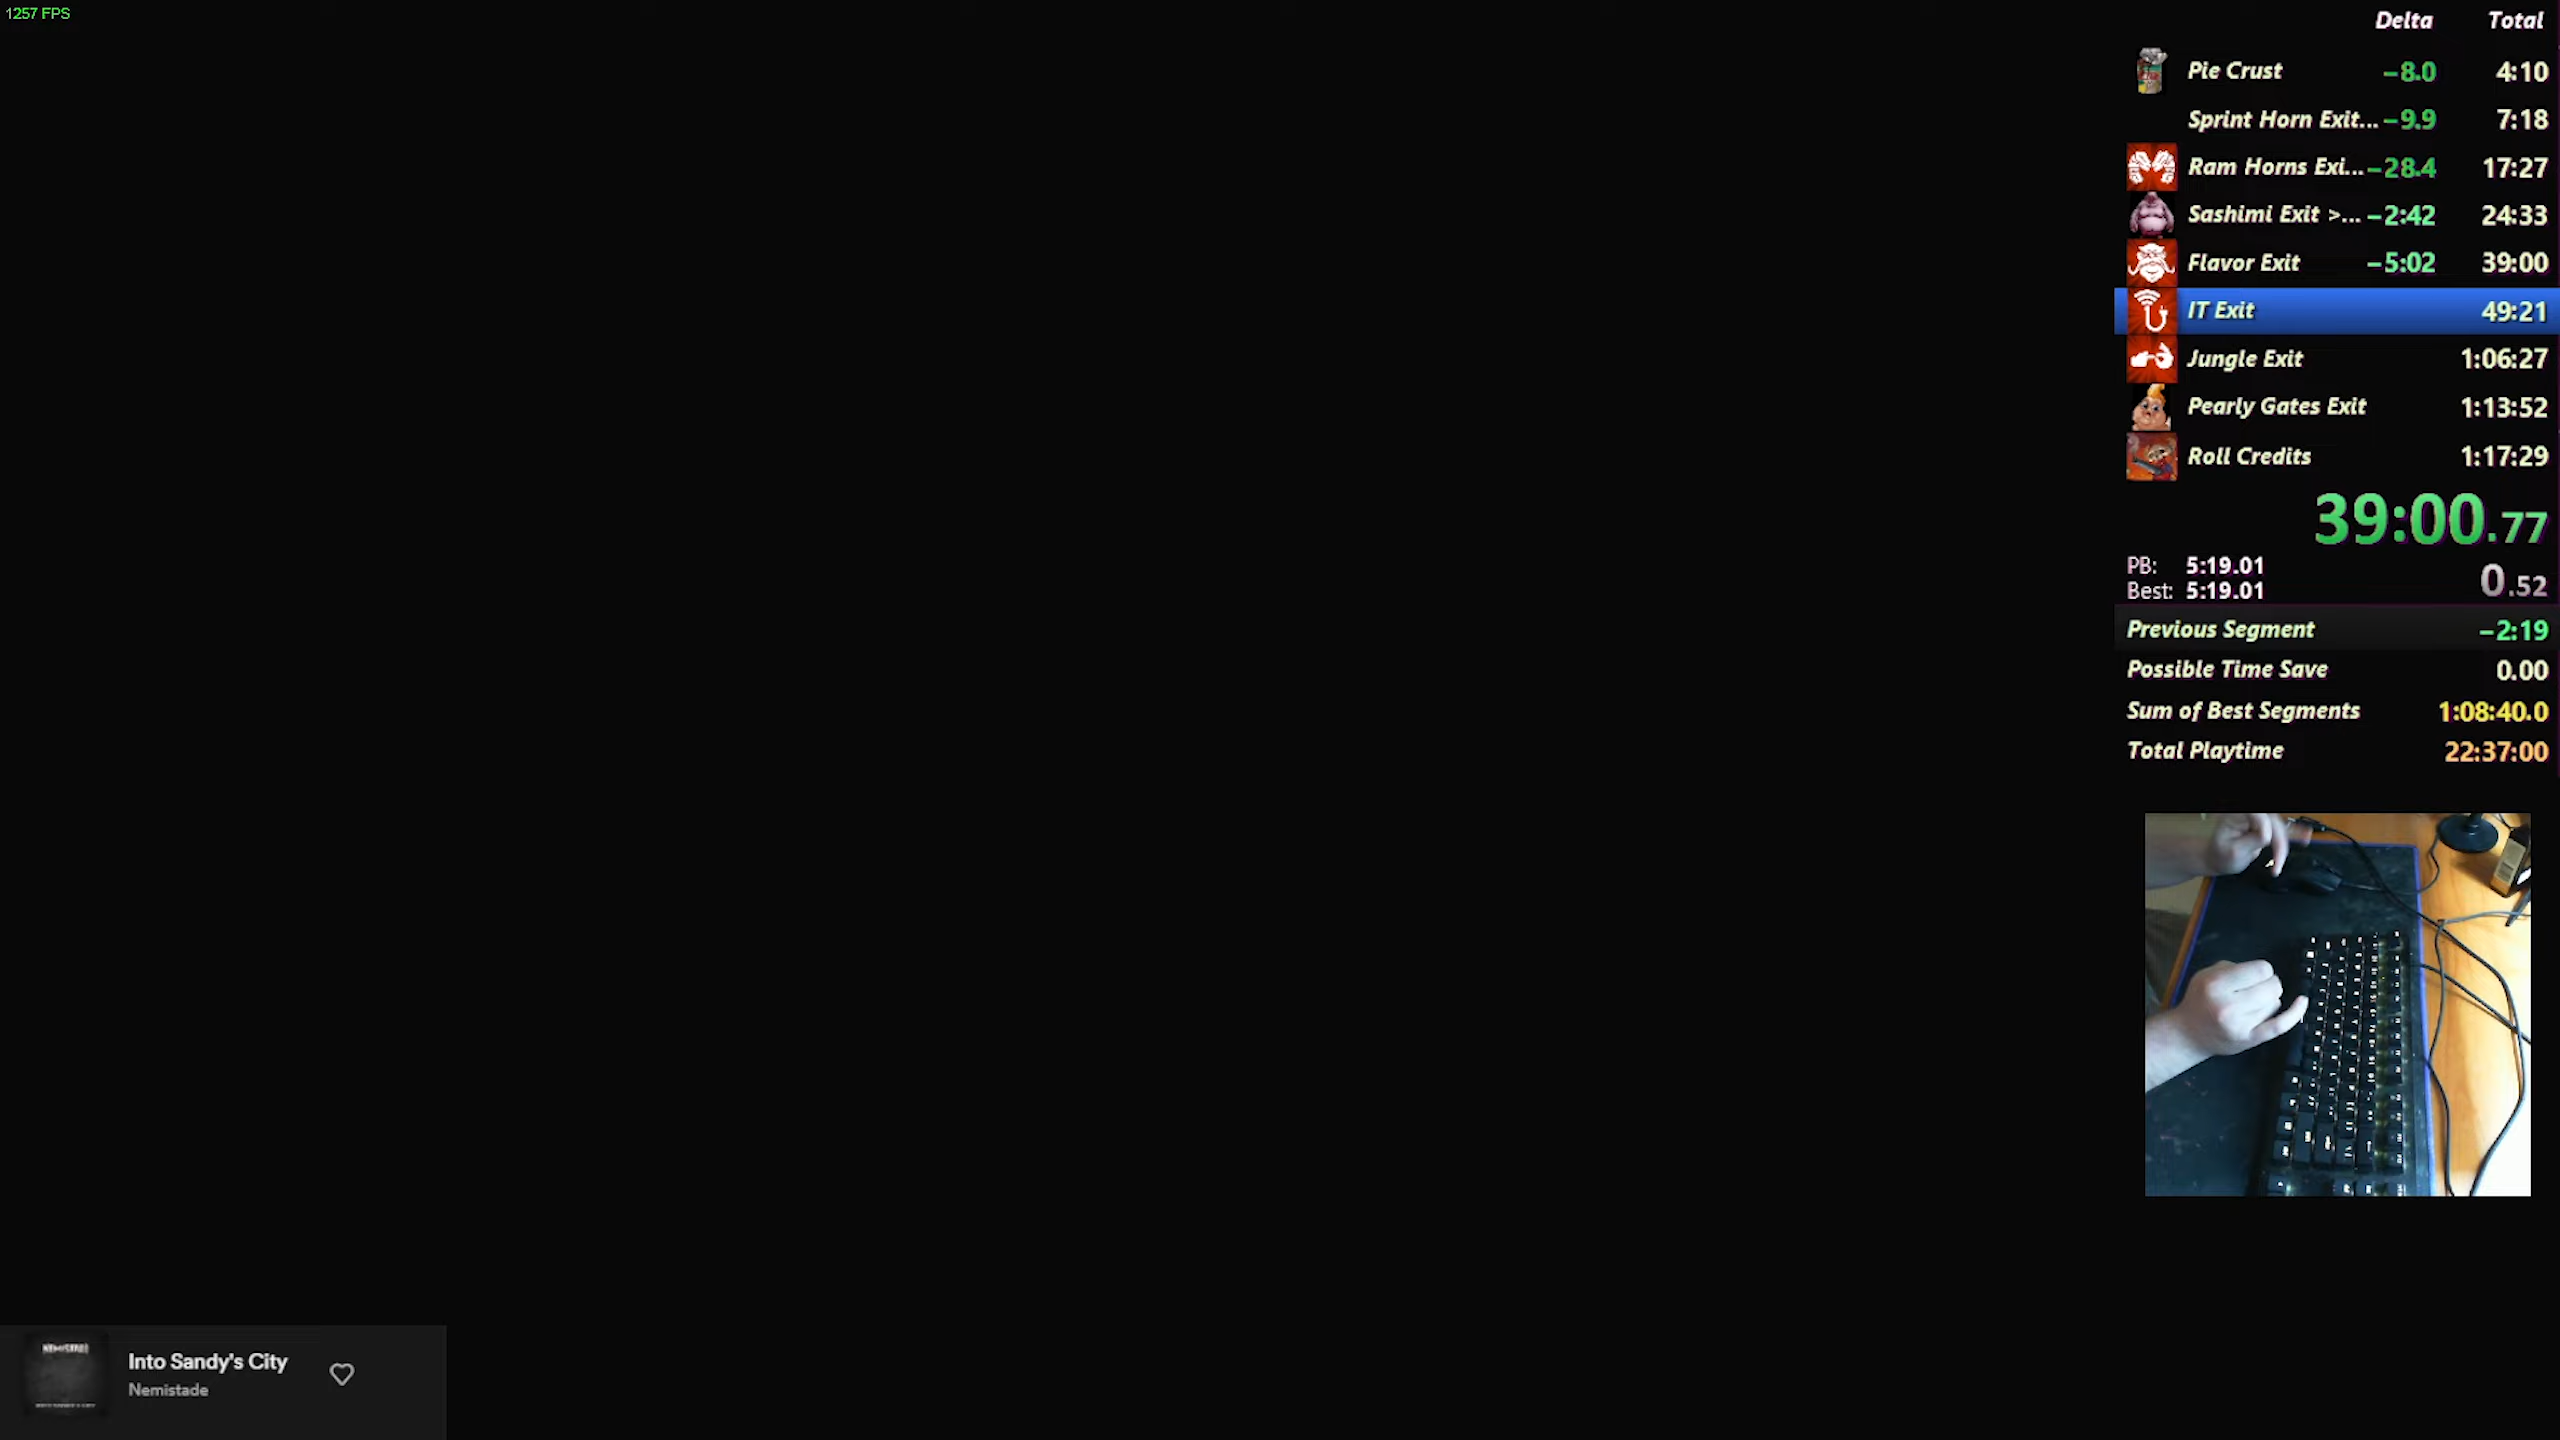 1257 FPS
Delta Total
Pie Crust −8.0 4:10
Sprint Horn Exit... −9.9 7:18
Ram Horns Exi... −28.4 17:27
Sashimi Exit >... −2:42 24:33
Flavor Exit −5:02 39:00
IT Exit 49:21
Jungle Exit 1:06:27
Pearly Gates Exit 1:13:52
Roll Credits 1:17:29
39:00.77
PB: 5:19.01
Best: 5:19.01
0.52
Previous Segment −2:19
Possible Time Save 0.00
Sum of Best Segments 1:08:40.0
Total Playtime 22:37:00
NEMISTADE
INTO SANDY'S CITY
Into Sandy's City
Nemistade